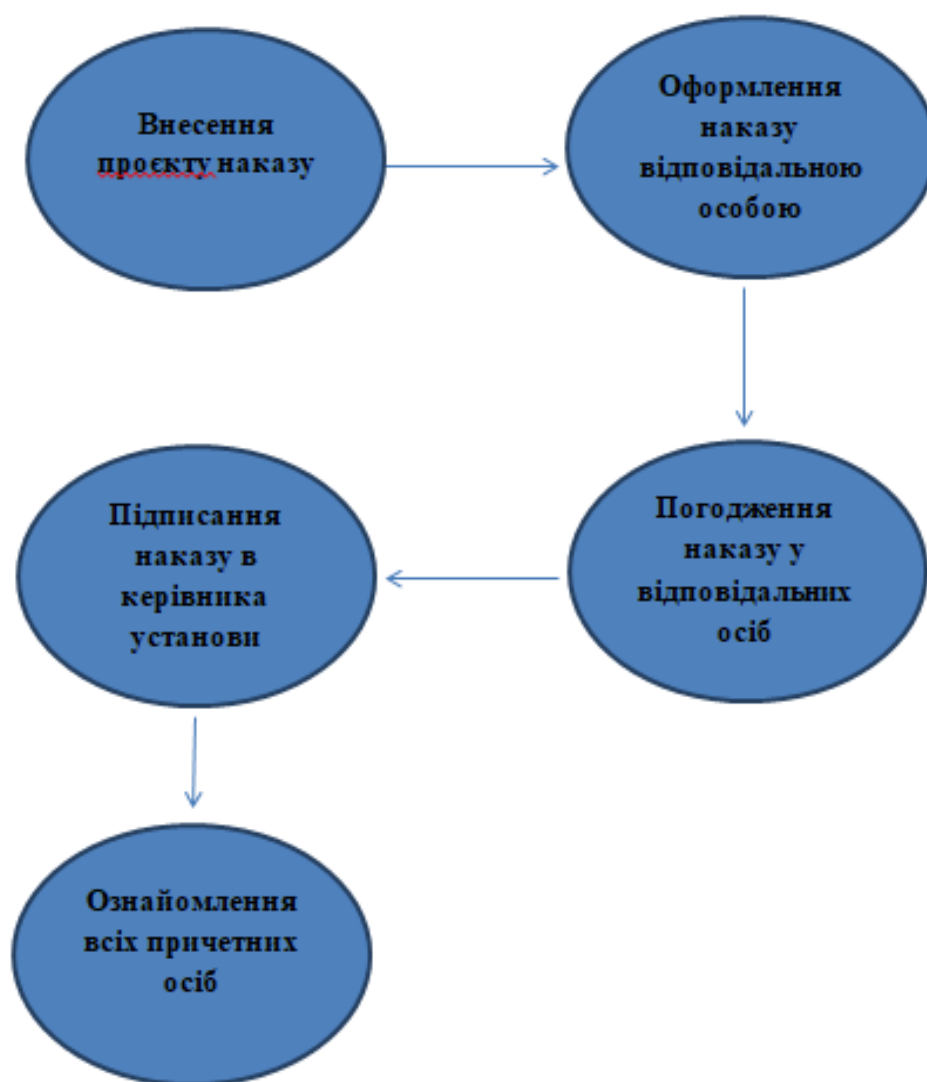 Внесення
проєкту наказу
Оформлення
наказу
відповідальною
особою
Погодження
наказу у
відповідальних
осіб
Підписання
наказу в
керівника
установи
Ознайомлення
всіх причетних
осіб